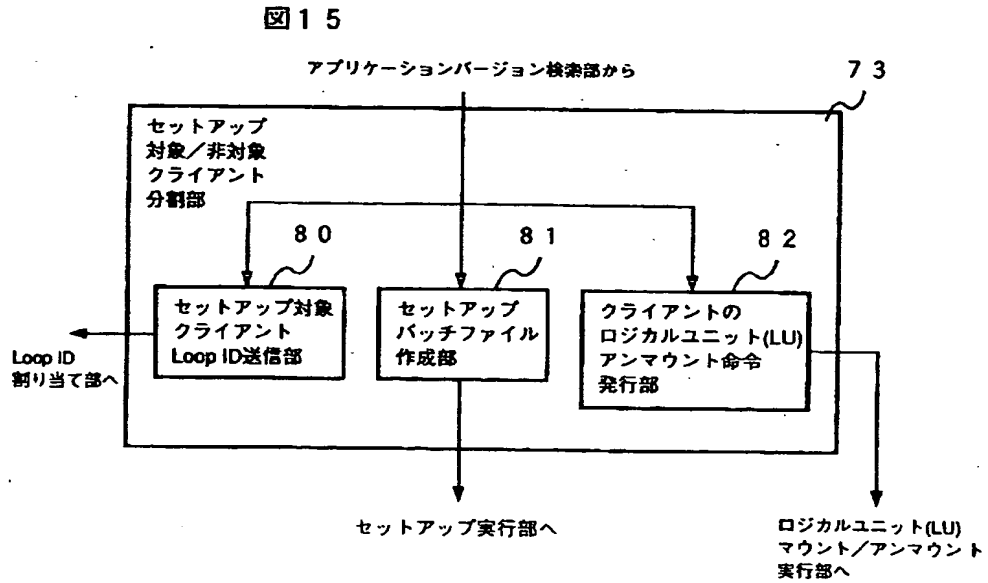 図15
アプリケーションバージョン検索部から
73
セットアップ
対象/非対象
クライアント
分割部
80
81
82
セットアップ対象
クライアント
Loop ID送信部
セットアップ
バッチファイル
作成部
クライアントの
ロジカルユニット(LU)
アンマウント命令
発行部
Loop ID
割り当て部へ
セットアップ実行部へ
ロジカルユニット(LU)
マウント/アンマウント
実行部へ